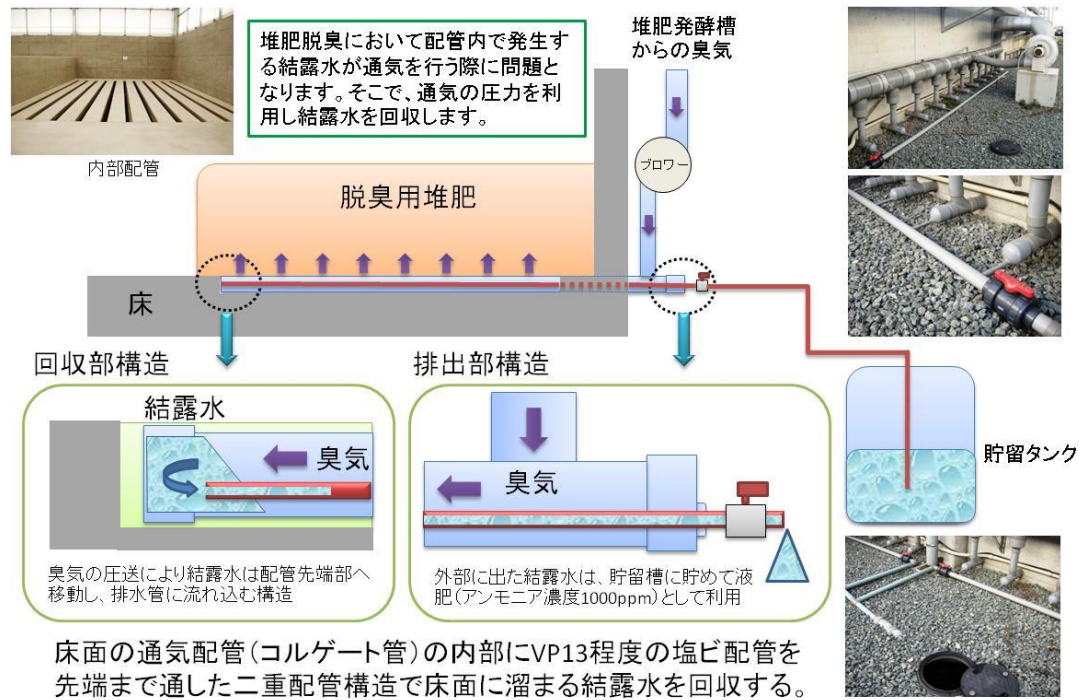 堆肥脱臭において配管内で発生す
る結露水が通気を行う際に問題と
なります。そこで、通気の圧力を利
用し結露水を回収します。
堆肥発酵槽
からの臭気
内部配管
ブロワー
脱臭用堆肥
床
回収部構造
排出部構造
結露水
臭気
臭気
貯留タンク
臭気の圧送により結露水は配管先端部へ
移動し、排水管に流れ込む構造
外部に出た結露水は、貯留槽に貯めて液
肥(アンモニア濃度1000ppm)として利用
床面の通気配管(コルゲート管)の内部にVP13程度の塩ビ配管を
先端まで通した二重配管構造で床面に溜まる結露水を回収する。